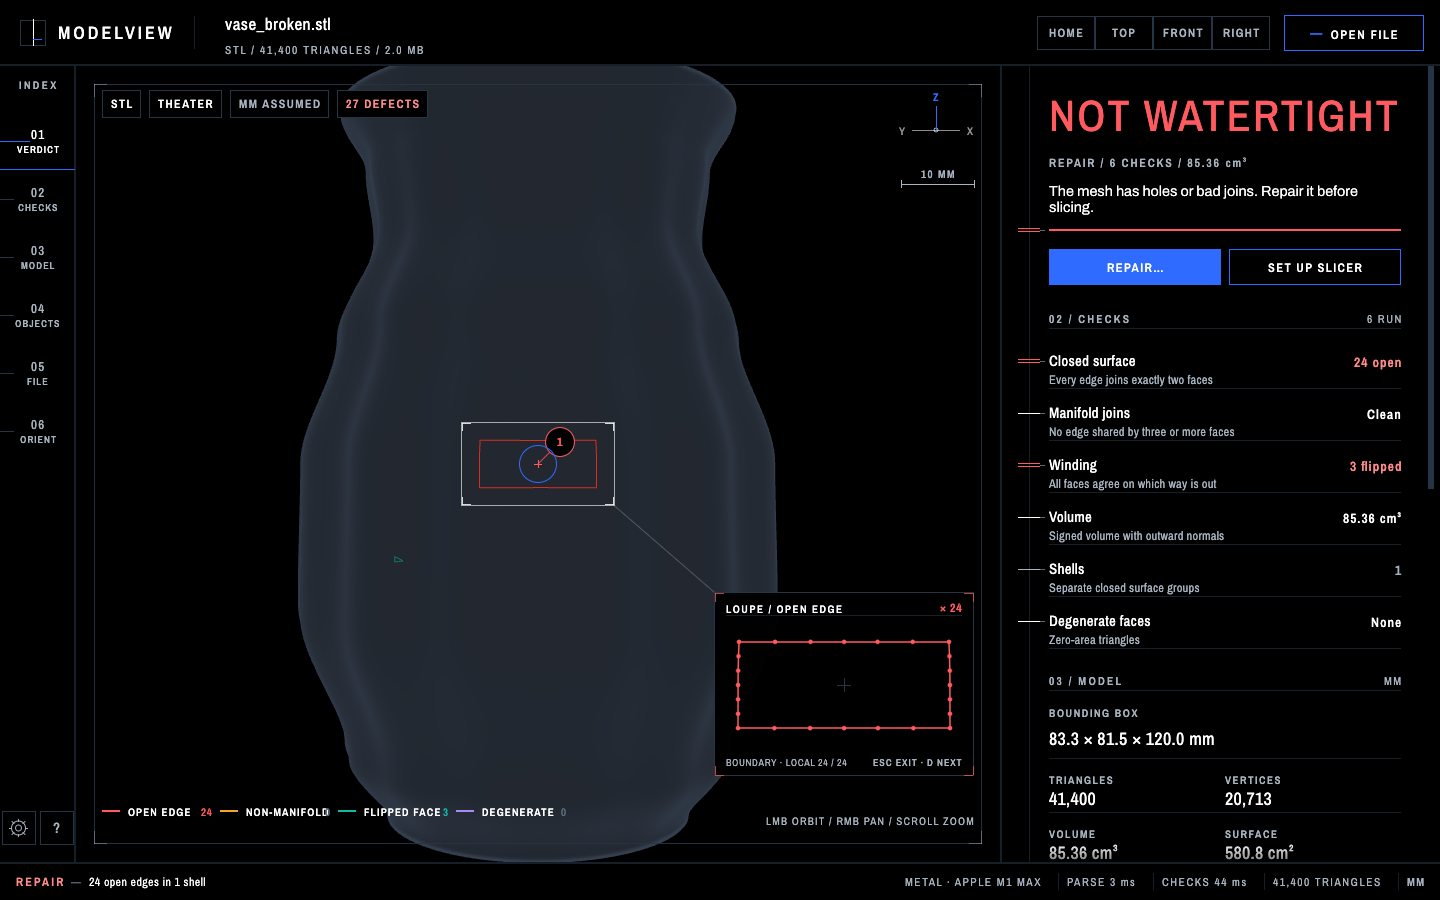 MODELVIEW
vase_broken.stl
STL / 41,400 TRIANGLES / 2.0 MB
HOME
TOP
FRONT
RIGHT
— OPEN FILE
INDEX
01
VERDICT
02
CHECKS
03
MODEL
04
OBJECTS
05
FILE
06
ORIENT
?
STL
THEATER
MM ASSUMED
27 DEFECTS
Z
Y
X
10 MM
1
LOUPE / OPEN EDGE
× 24
BOUNDARY · LOCAL 24 / 24
ESC EXIT · D NEXT
OPEN EDGE 24
NON-MANIFOLD 0
FLIPPED FACE 3
DEGENERATE 0
LMB ORBIT / RMB PAN / SCROLL ZOOM
NOT WATERTIGHT
REPAIR / 6 CHECKS / 85.36 cm³
The mesh has holes or bad joins. Repair it before
slicing.
REPAIR...
SET UP SLICER
02 / CHECKS
6 RUN
Closed surface
24 open
Every edge joins exactly two faces
Manifold joins
Clean
No edge shared by three or more faces
Winding
3 flipped
All faces agree on which way is out
Volume
85.36 cm³
Signed volume with outward normals
Shells
1
Separate closed surface groups
Degenerate faces
None
Zero-area triangles
03 / MODEL
MM
BOUNDING BOX
83.3 × 81.5 × 120.0 mm
TRIANGLES
VERTICES
41,400
20,713
VOLUME
SURFACE
85.36 cm³
580.8 cm²
REPAIR — 24 open edges in 1 shell
METAL · APPLE M1 MAX
PARSE 3 ms
CHECKS 44 ms
41,400 TRIANGLES
MM